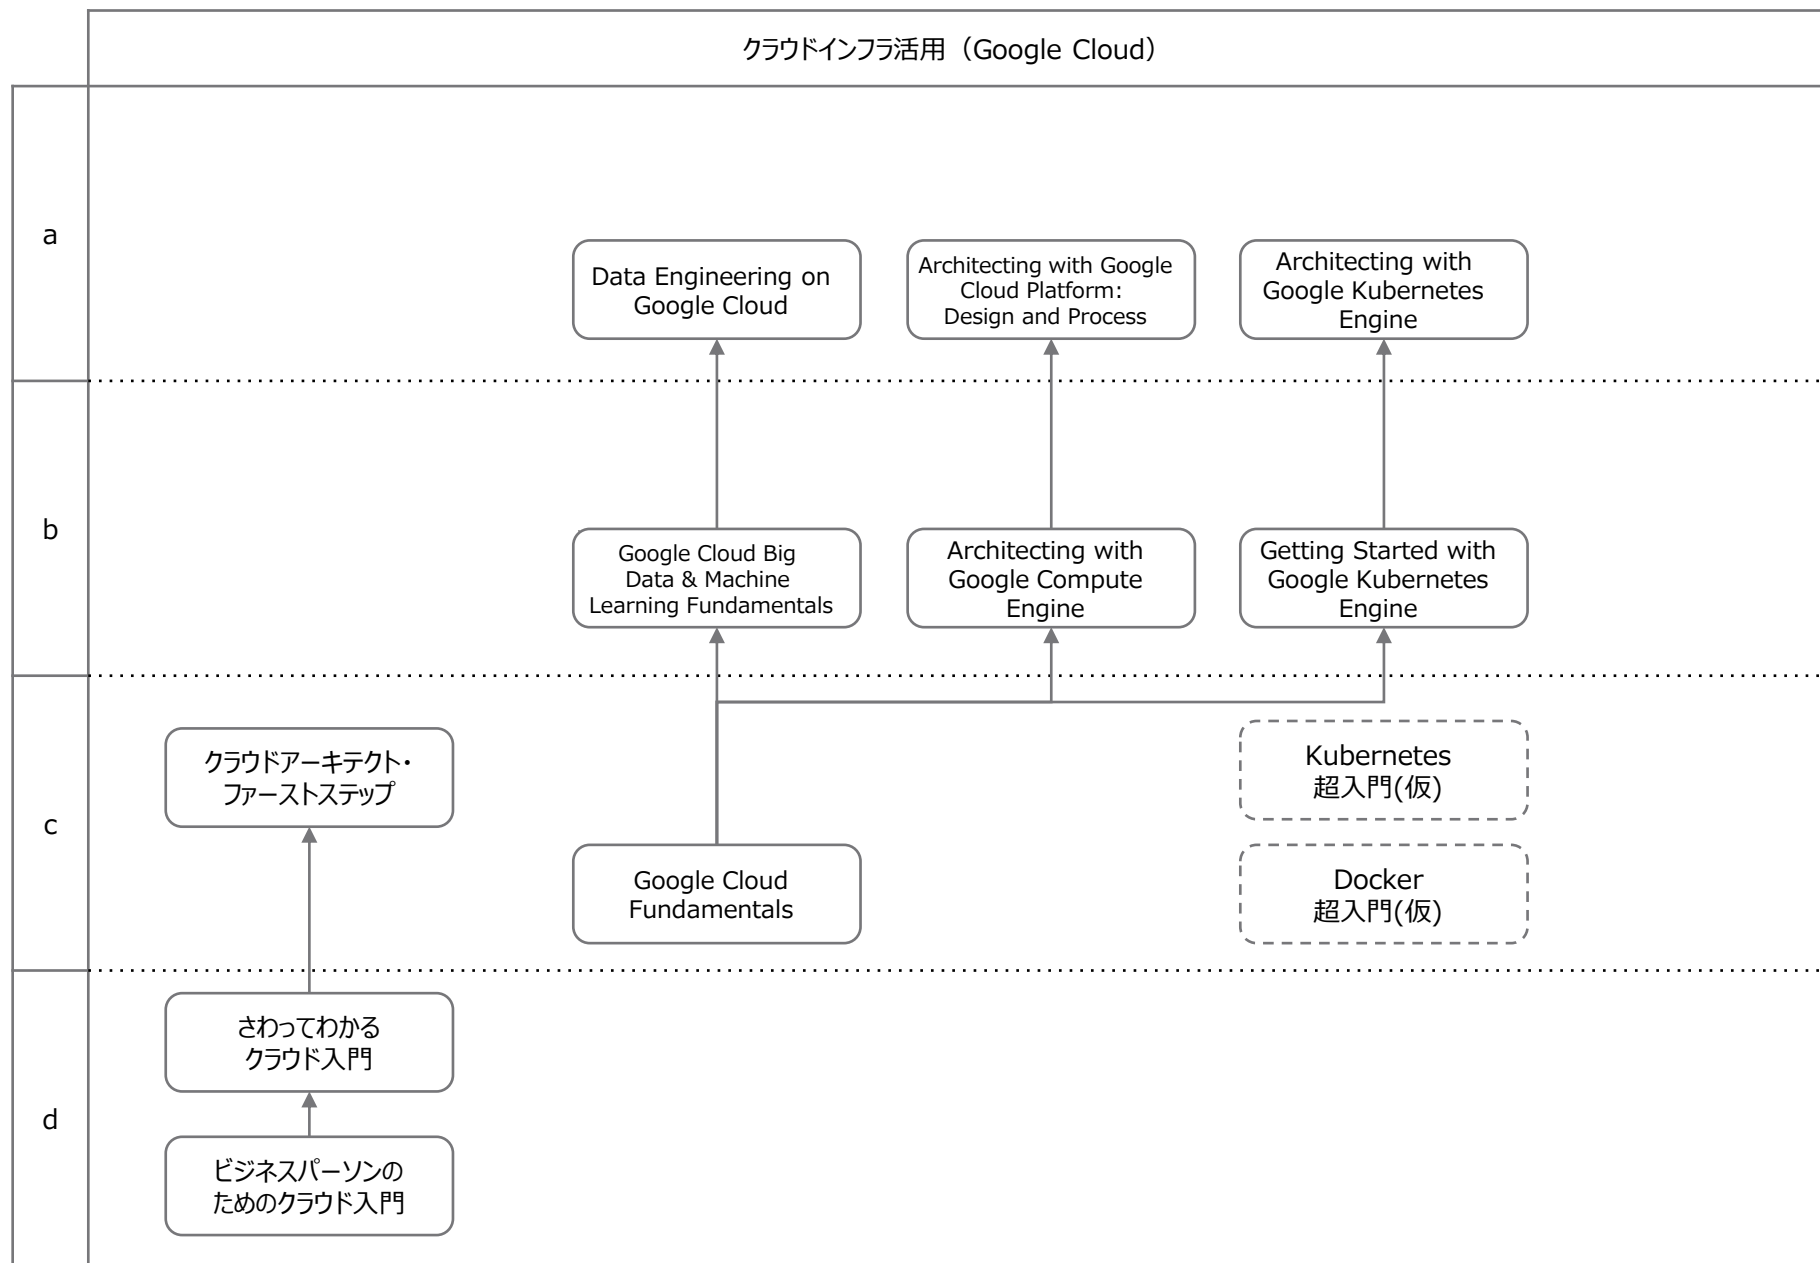 クラウドインフラ活用（Google Cloud）
a
Data Engineering on
Google Cloud
Architecting with Google
Cloud Platform:
Design and Process
Architecting with
Google Kubernetes
Engine
b
Google Cloud Big
Data & Machine
Learning Fundamentals
Architecting with
Google Compute
Engine
Getting Started with
Google Kubernetes
Engine
c
クラウドアーキテクト・
ファーストステップ
Kubernetes
超入門(仮)
Google Cloud
Fundamentals
Docker
超入門(仮)
d
さわってわかる
クラウド入門
ビジネスパーソンの
ためのクラウド入門